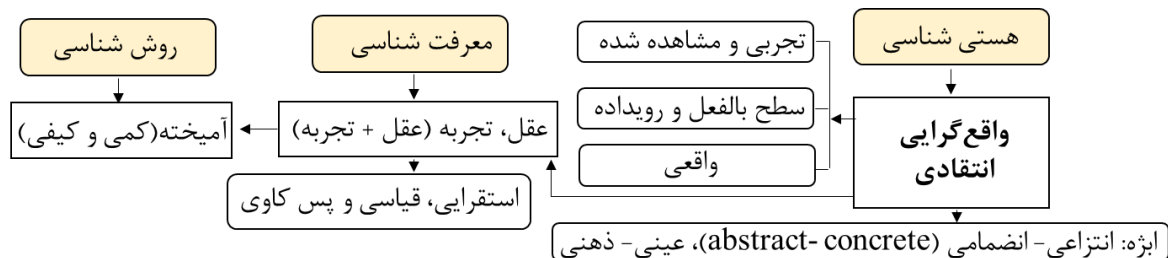 هستی شناسی
معرفت شناسی
روش شناسی
تجربی و مشاهده شده
سطح بالفعل و رویداده
واقعی
واقع‌گرایی
انتقادی
عقل، تجربه (عقل + تجربه)
آمیخته(کمی و کیفی)
استقرایی، قیاسی و پس کاوی
ابژه: انتزاعی- انضمامی (abstract- concrete)، عینی- ذهنی